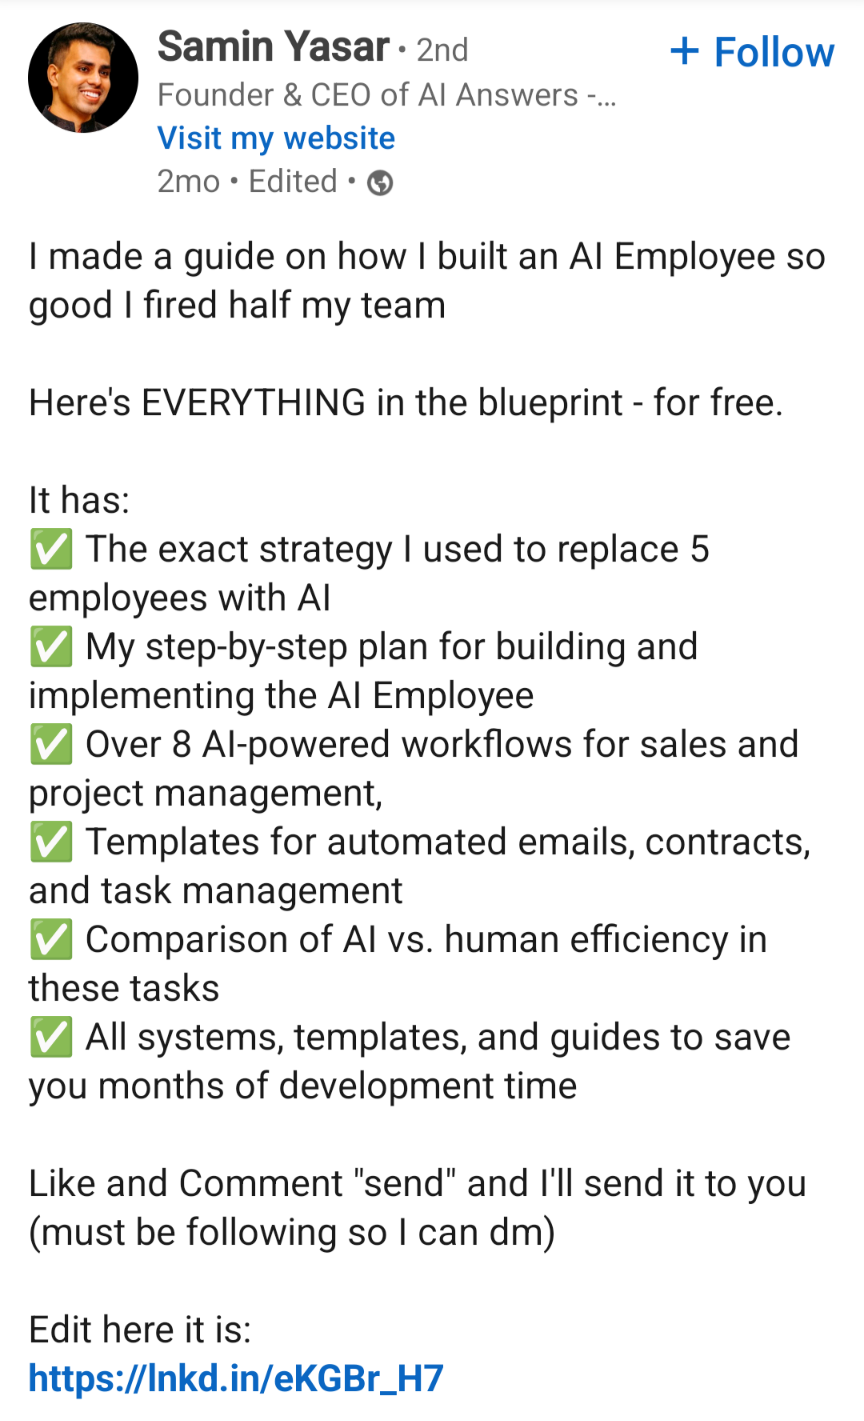 Samin Yasar • 2nd
+ Follow
Founder & CEO of AI Answers -...
Visit my website
2mo • Edited •
I made a guide on how I built an AI Employee so
good I fired half my team
Here's EVERYTHING in the blueprint - for free.
It has:
✅ The exact strategy I used to replace 5
employees with AI
✅ My step-by-step plan for building and
implementing the AI Employee
✅ Over 8 AI-powered workflows for sales and
project management,
✅ Templates for automated emails, contracts,
and task management
✅ Comparison of AI vs. human efficiency in
these tasks
✅ All systems, templates, and guides to save
you months of development time
Like and Comment "send" and I'll send it to you
(must be following so I can dm)
Edit here it is:
https://lnkd.in/eKGBr_H7